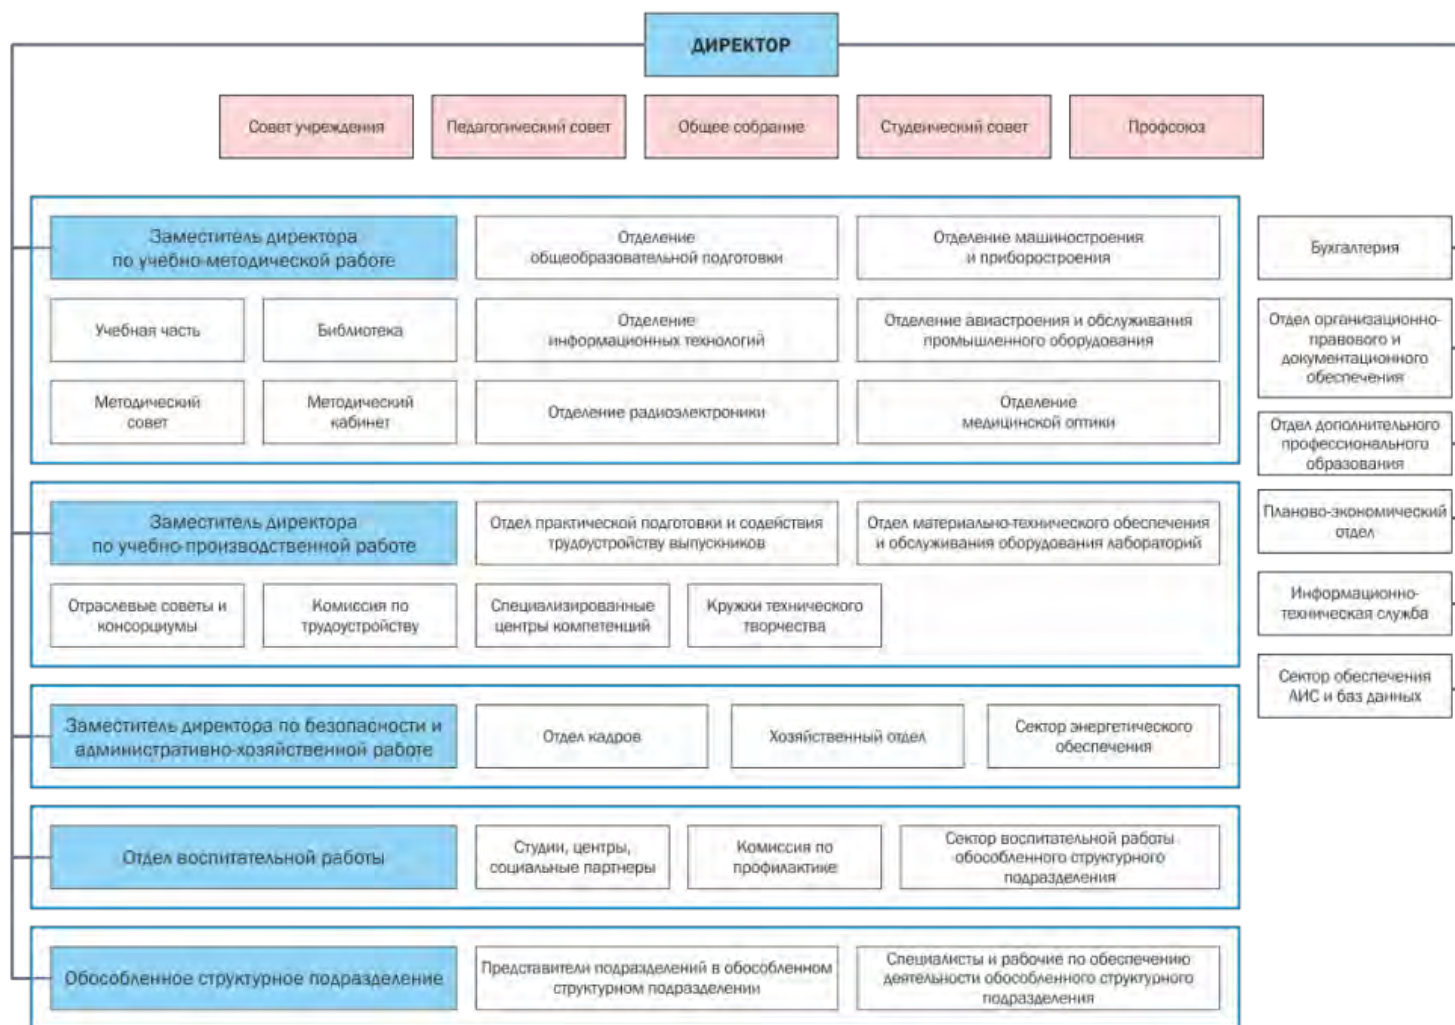 ДИРЕКТОР
Совет учреждения
Педагогический совет
Общее собрание
Студенческий совет
Профсоюз
Заместитель директора
по учебно-методической работе
Отделение
общеобразовательной подготовки
Отделение машиностроения
и приборостроения
Учебная часть
Библиотека
Отделение
информационных технологий
Отделение авиастроения и обслуживания
промышленного оборудования
Методический
совет
Методический
кабинет
Отделение радиоэлектроники
Отделение
медицинской оптики
Заместитель директора
по учебно-производственной работе
Отдел практической подготовки и содействия
трудоустройству выпускников
Отдел материально-технического обеспечения
и обслуживания оборудования лабораторий
Отраслевые советы и
консорциумы
Комиссия по
трудоустройству
Специализированные
центры компетенций
Кружки технического
творчества
Заместитель директора по безопасности и
административно-хозяйственной работе
Отдел кадров
Хозяйственный отдел
Сектор энергетического
обеспечения
Отдел воспитательной работы
Студии, центры,
социальные партнеры
Комиссия по
профилактике
Сектор воспитательной работы
обособленного структурного
подразделения
Обособленное структурное подразделение
Представители подразделений в обособленном
структурном подразделении
Специалисты и рабочие по обеспечению
деятельности обособленного структурного
подразделения
Бухгалтерия
Отдел организационно-
правового и
документационного
обеспечения
Отдел дополнительного
профессионального
образования
Планово-экономический
отдел
Информационно-
техническая служба
Сектор обеспечения
АИС и баз данных